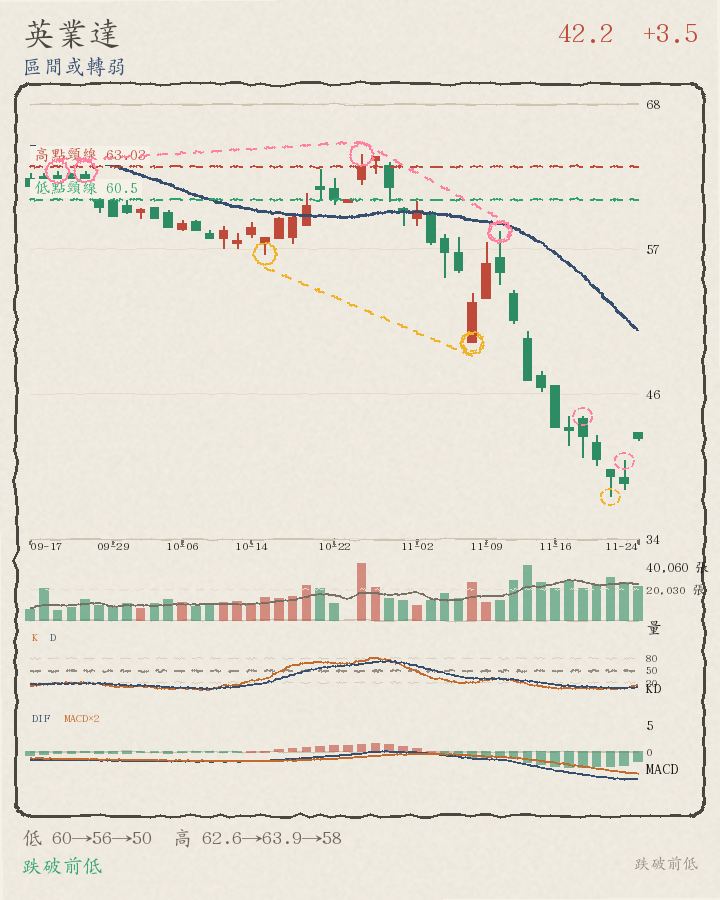 英業達
42.2 +3.5
區間或轉弱
68
高點頸線 63.03
低點頸線 60.5
57
46
34
09-17 09-29 10-06 10-14 10-22 11-02 11-09 11-16 11-24
40,060 張
20,030 張
量
K D
80
50
20
KD
DIF MACD×2
5
0
MACD
低 60→56→50 高 62.6→63.9→58
跌破前低
跌破前低